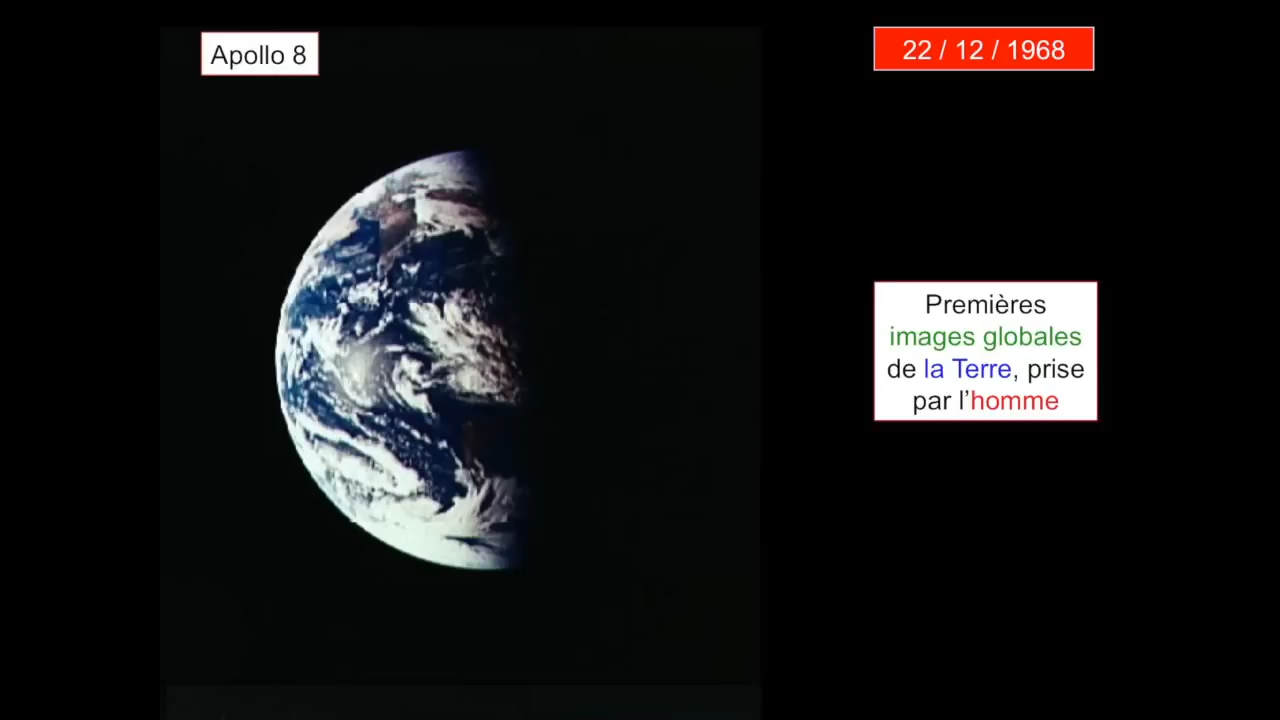 Apollo 8
22 / 12 / 1968
Premières
images globales
de la Terre, prise
par l’homme